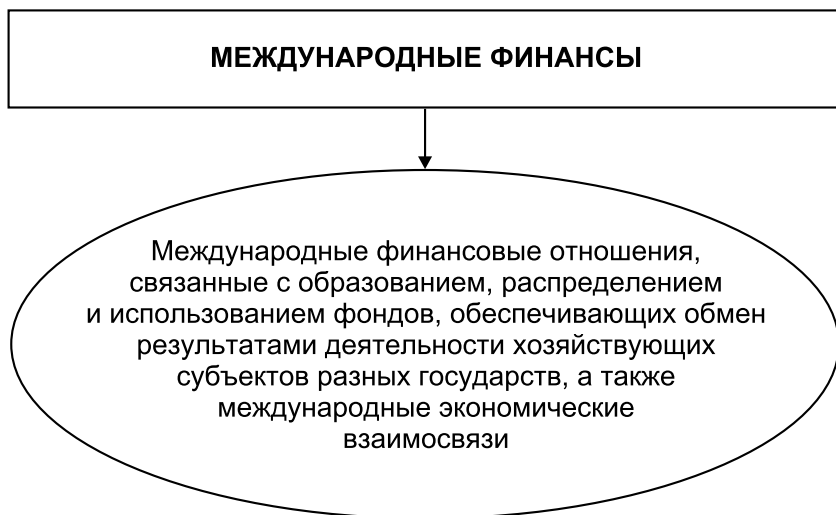 МЕЖДУНАРОДНЫЕ ФИНАНСЫ
Международные финансовые отношения,
связанные с образованием, распределением
и использованием фондов, обеспечивающих обмен
результатами деятельности хозяйствующих
субъектов разных государств, а также
международные экономические
взаимосвязи